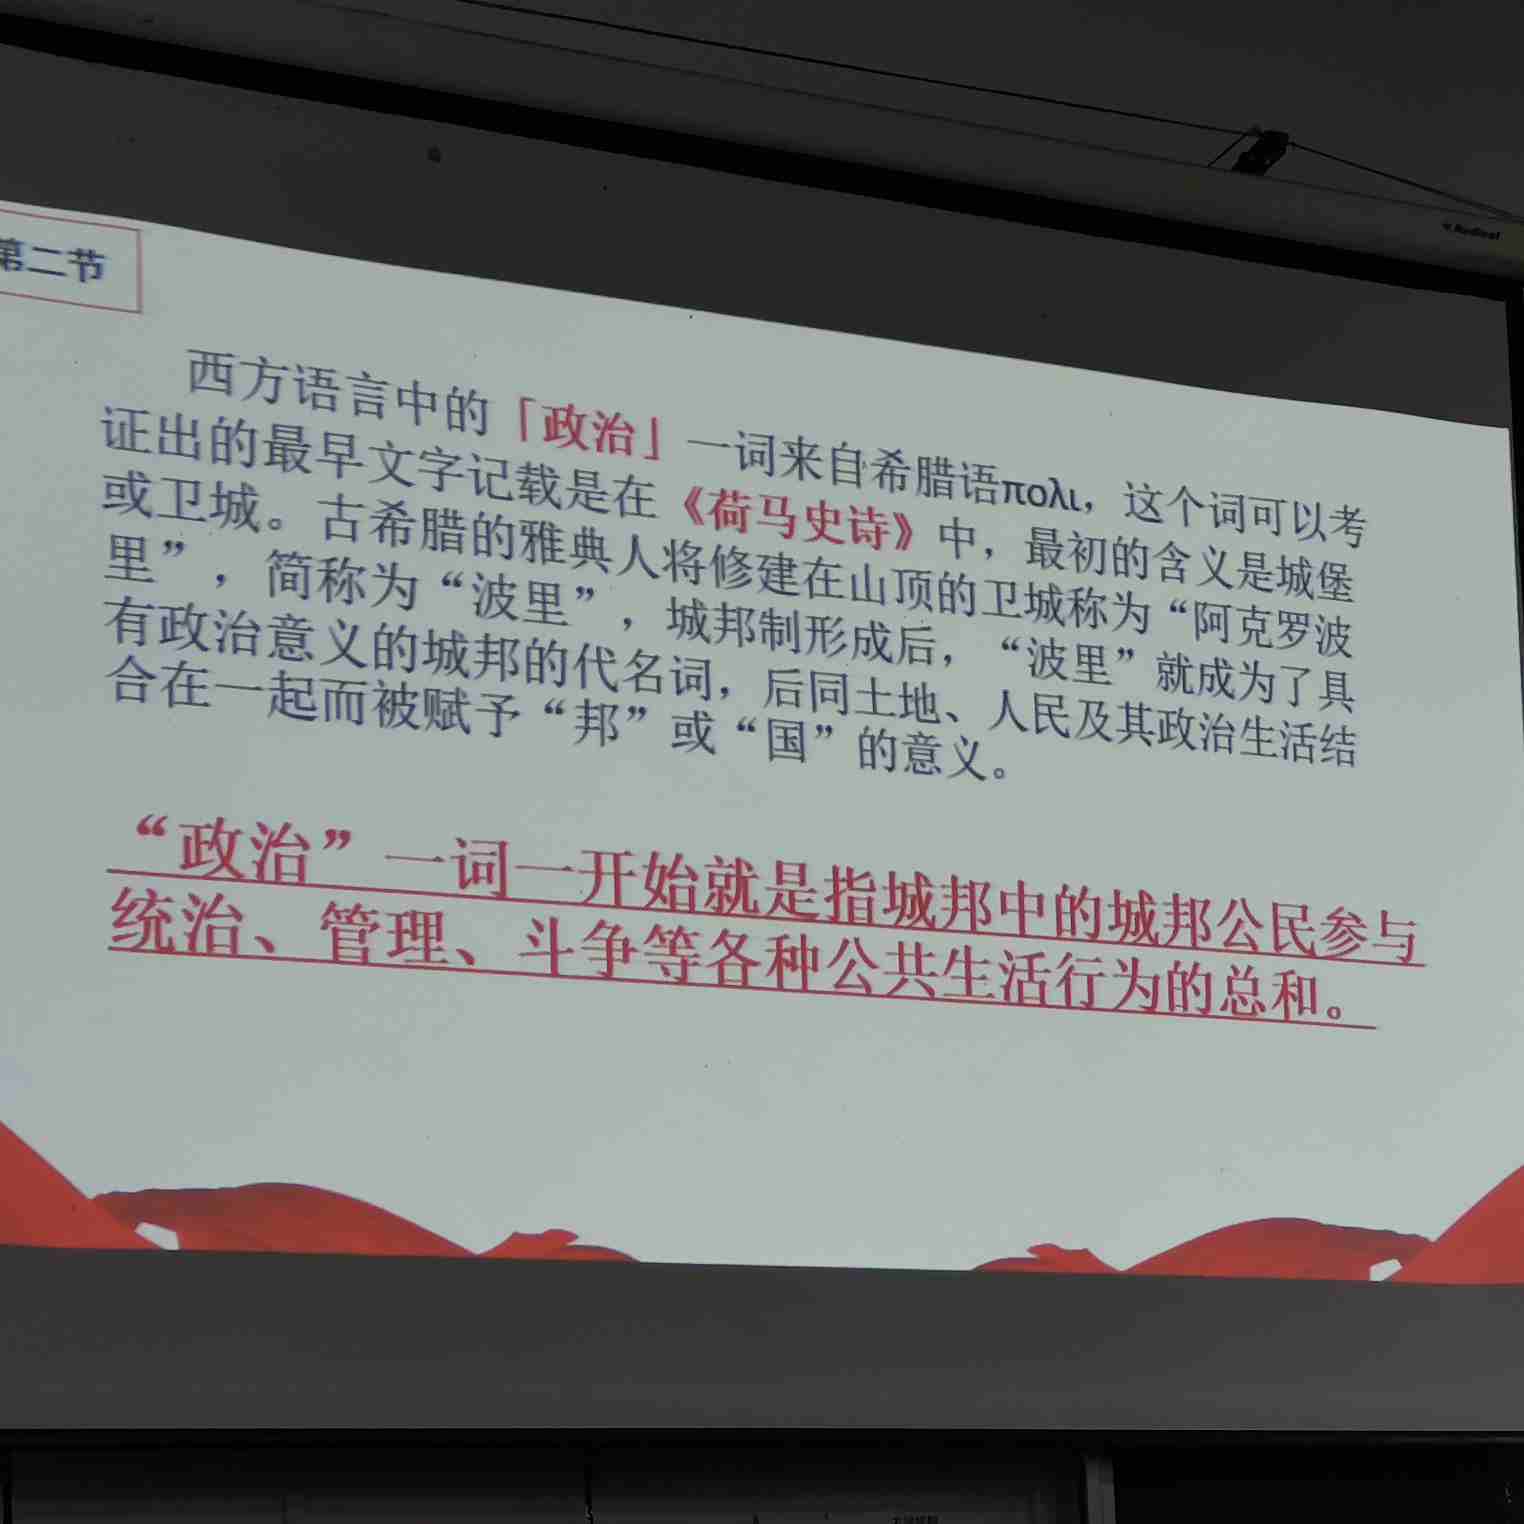 第二节
西方语言中的「政治」一词来自希腊语πολι，这个词可以考
证出的最早文字记载是在《荷马史诗》中，最初的含义是城堡
或卫城。古希腊的雅典人将修建在山顶的卫城称为“阿克罗波
里”，简称为“波里”，城邦制形成后，“波里”就成为了具
有政治意义的城邦的代名词，后同土地、人民及其政治生活结
合在一起而被赋予“邦”或“国”的意义。
“政治”一词一开始就是指城邦中的城邦公民参与
统治、管理、斗争等各种公共生活行为的总和。